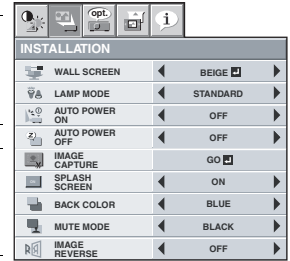 opt.
i
INSTALLATION
WALL SCREEN BEIGE
LAMP MODE STANDARD
AUTO POWER
ON OFF
AUTO POWER
OFF OFF
IMAGE
CAPTURE GO
SPLASH
SCREEN ON
BACK COLOR BLUE
MUTE MODE BLACK
IMAGE
REVERSE OFF